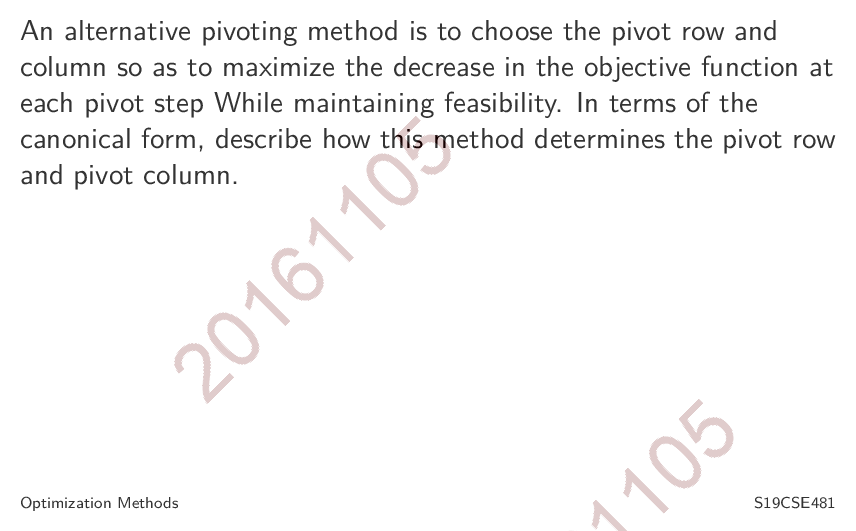 An alternative pivoting method is to choose the pivot row and
column so as to maximize the decrease in the objective function at
each pivot step While maintaining feasibility. In terms of the
canonical form, describe how this method determines the pivot row
and pivot column.
20161105
1105
Optimization Methods
S19CSE481